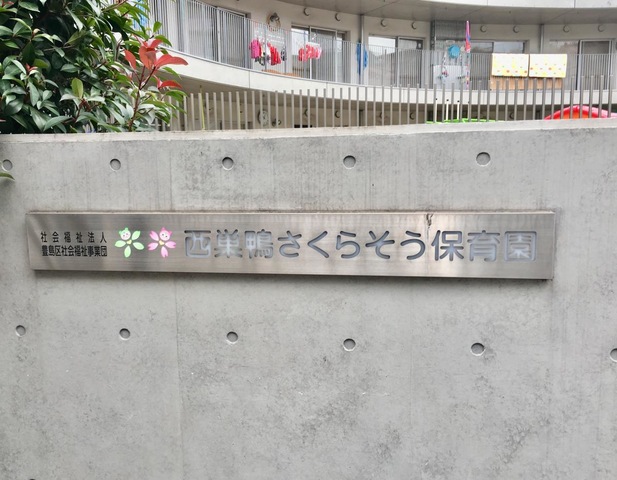 社会福祉法人
豊島区社会福祉事業団
西巣鴨さくらそう保育園